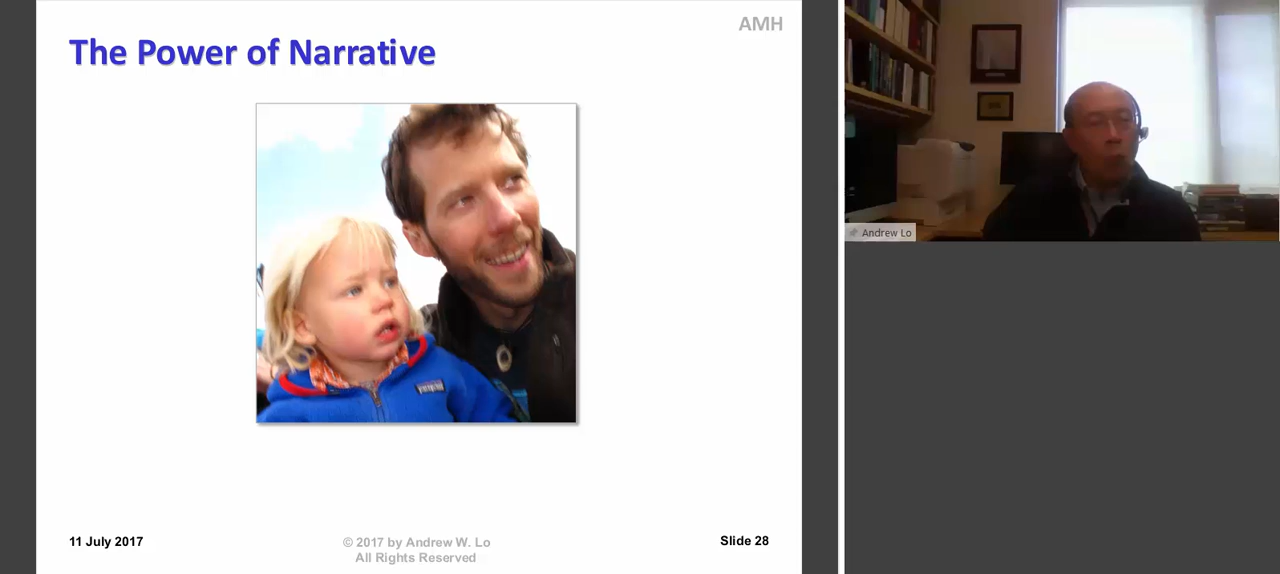 AMH
The Power of Narrative
patagonia
11 July 2017
© 2017 by Andrew W. Lo
All Rights Reserved
Slide 28
Andrew Lo